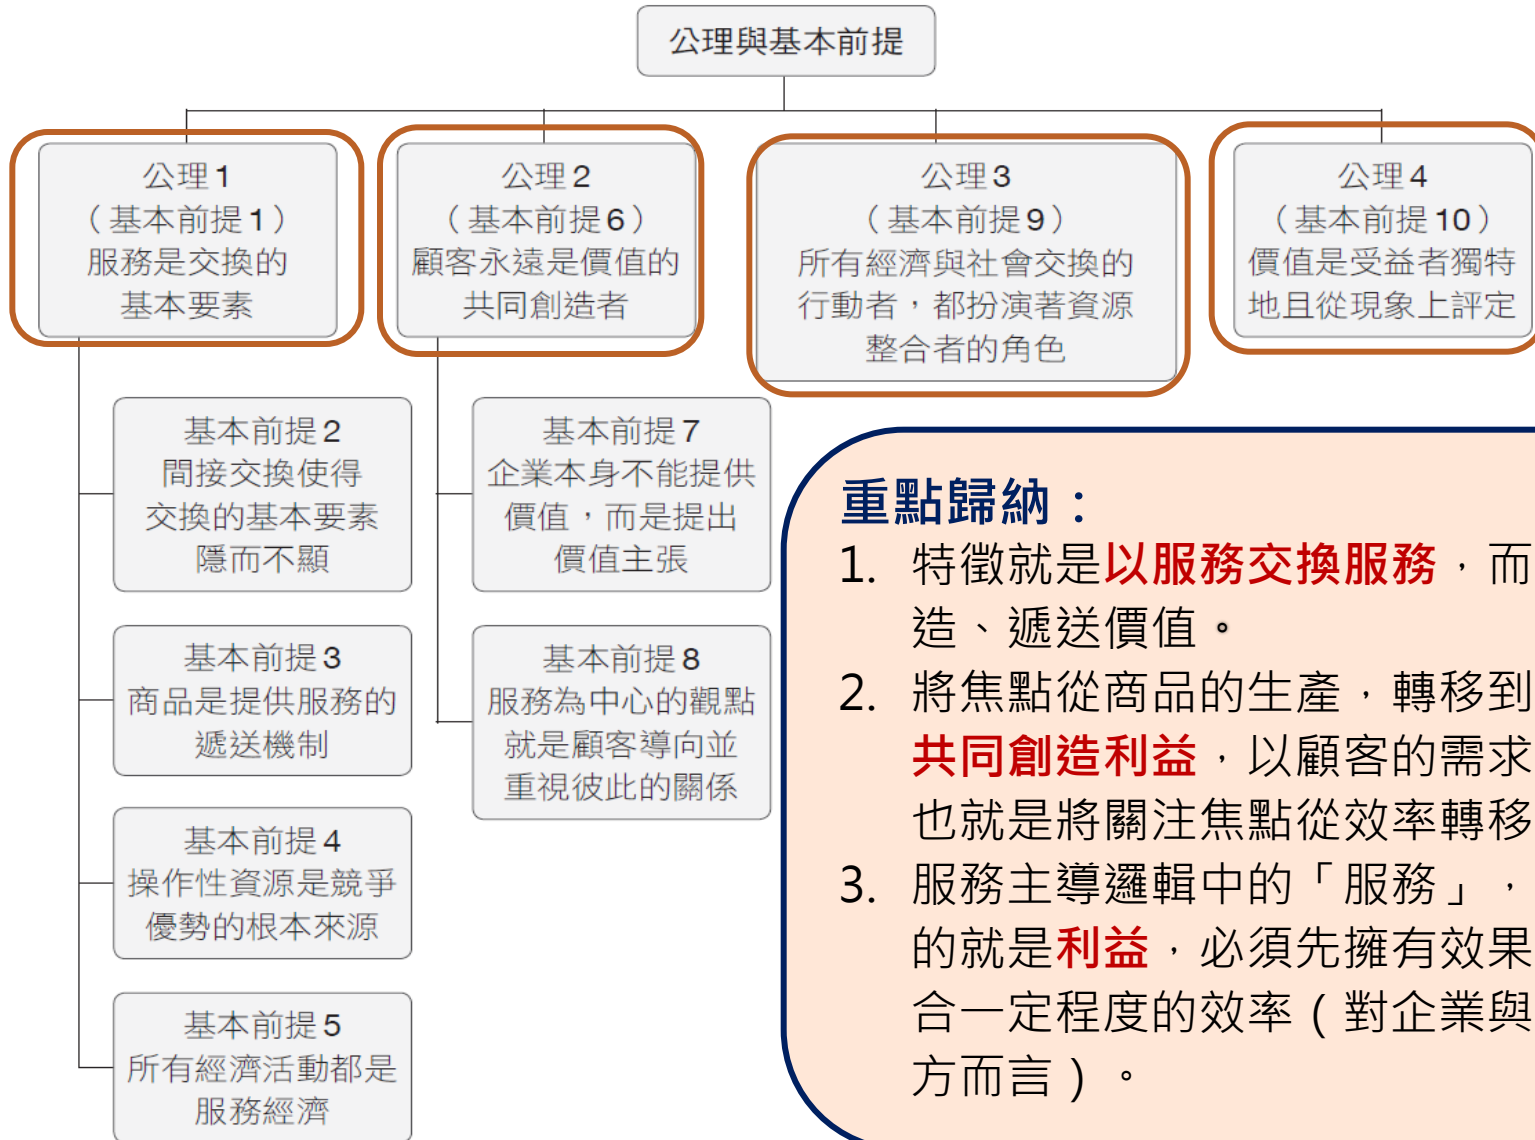 公理與基本前提
公理1
（基本前提1）
服務是交換的
基本要素
公理2
（基本前提6）
顧客永遠是價值的
共同創造者
公理3
（基本前提9）
所有經濟與社會交換的
行動者，都扮演著資源
整合者的角色
公理4
（基本前提10）
價值是受益者獨特
地且從現象上評定
基本前提2
間接交換使得
交換的基本要素
隱而不顯
基本前提3
商品是提供服務的
遞送機制
基本前提4
操作性資源是競爭
優勢的根本來源
基本前提5
所有經濟活動都是
服務經濟
基本前提7
企業本身不能提供
價值，而是提出
價值主張
基本前提8
服務為中心的觀點
就是顧客導向並
重視彼此的關係
重點歸納：
1. 特徵就是以服務交換服務，而
造、遞送價值。
2. 將焦點從商品的生產，轉移到
共同創造利益，以顧客的需求
也就是將關注焦點從效率轉移
3. 服務主導邏輯中的「服務」，
的就是利益，必須先擁有效果
合一定程度的效率（對企業與
方而言）。